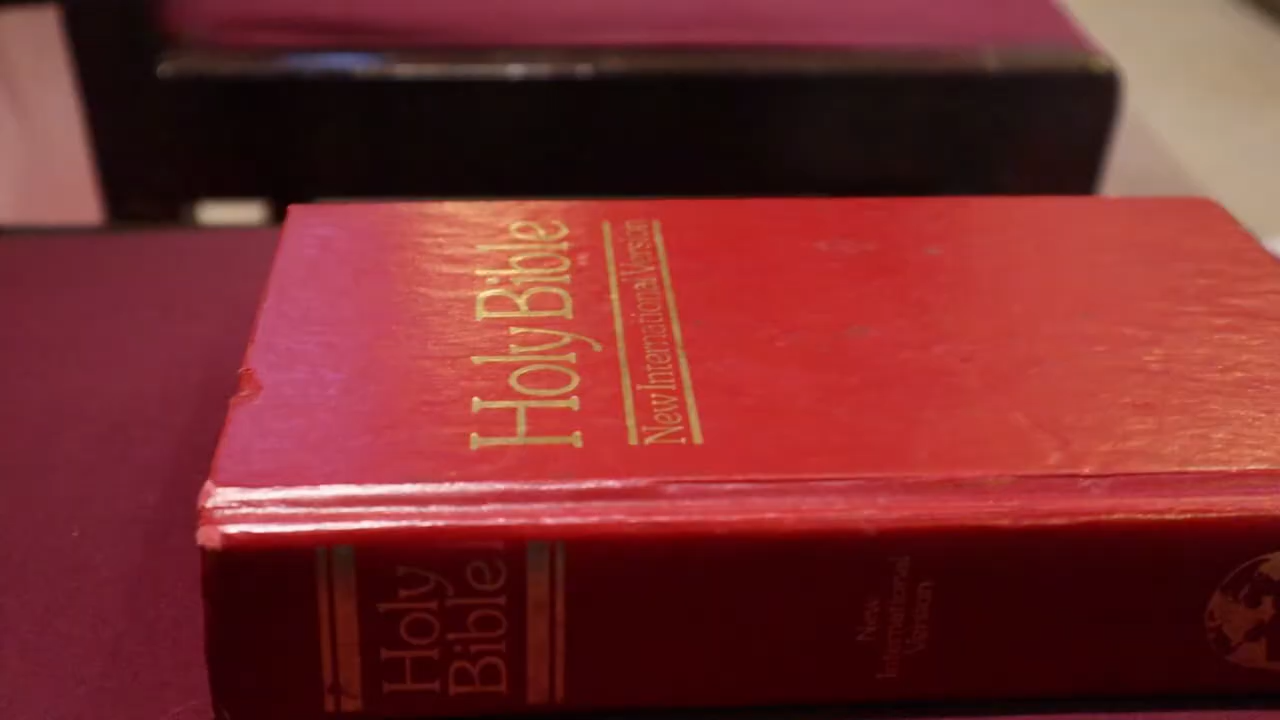 Holy Bible
New International Version
Holy
Bible
New
International
Version